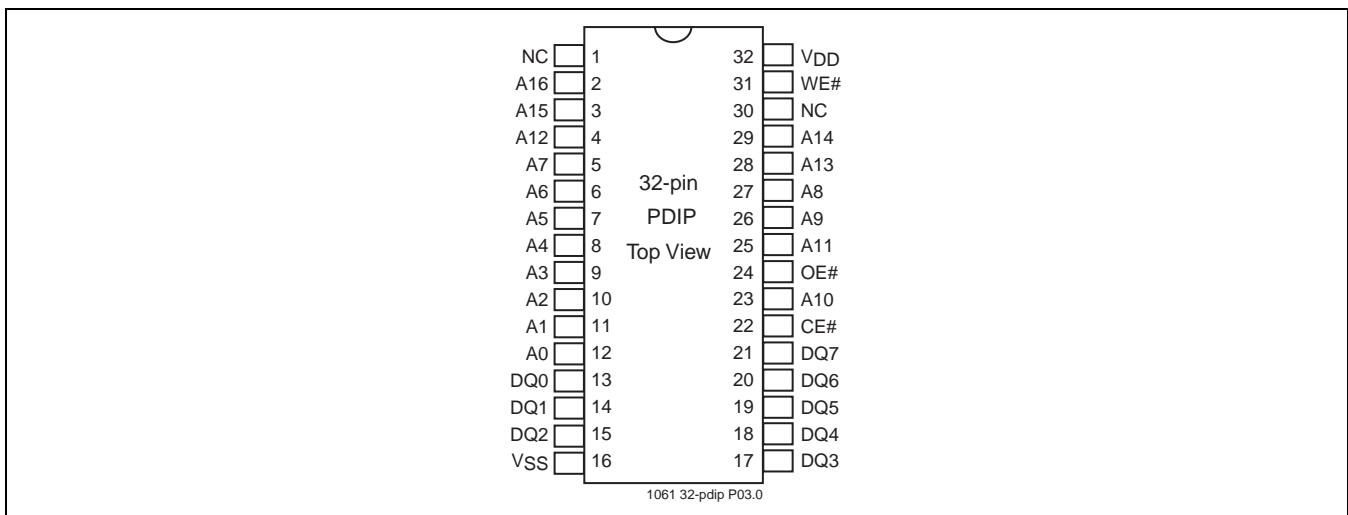 NC 1 32 VDD
A16 2 31 WE#
A15 3 30 NC
A12 4 29 A14
A7 5 28 A13
A6 6 32-pin 27 A8
A5 7 PDIP 26 A9
A4 8 Top View 25 A11
A3 9 24 OE#
A2 10 23 A10
A1 11 22 CE#
A0 12 21 DQ7
DQ0 13 20 DQ6
DQ1 14 19 DQ5
DQ2 15 18 DQ4
VSS 16 17 DQ3
1061 32-pdip P03.0